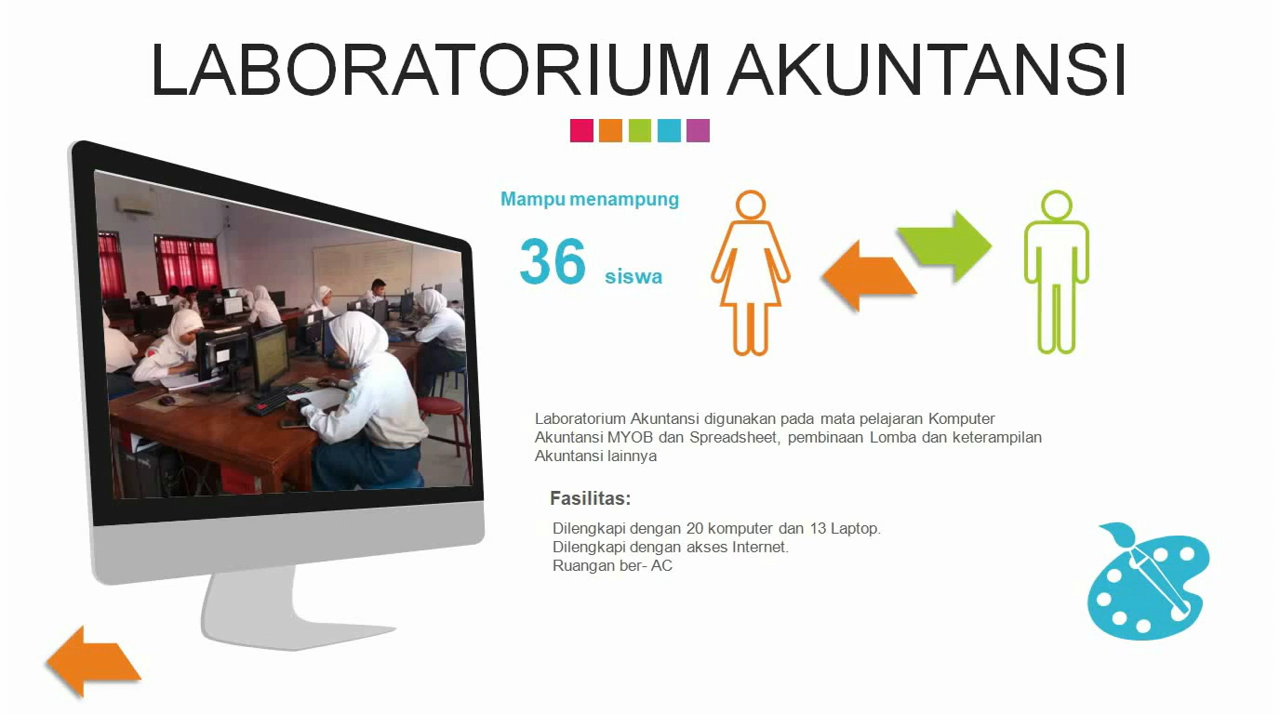 LABORATORIUM AKUNTANSI
Mampu menampung
36 siswa
Laboratorium Akuntansi digunakan pada mata pelajaran Komputer
Akuntansi MYOB dan Spreadsheet, pembinaan Lomba dan keterampilan
Akuntansi lainnya
Fasilitas:
Dilengkapi dengan 20 komputer dan 13 Laptop.
Dilengkapi dengan akses Internet.
Ruangan ber- AC